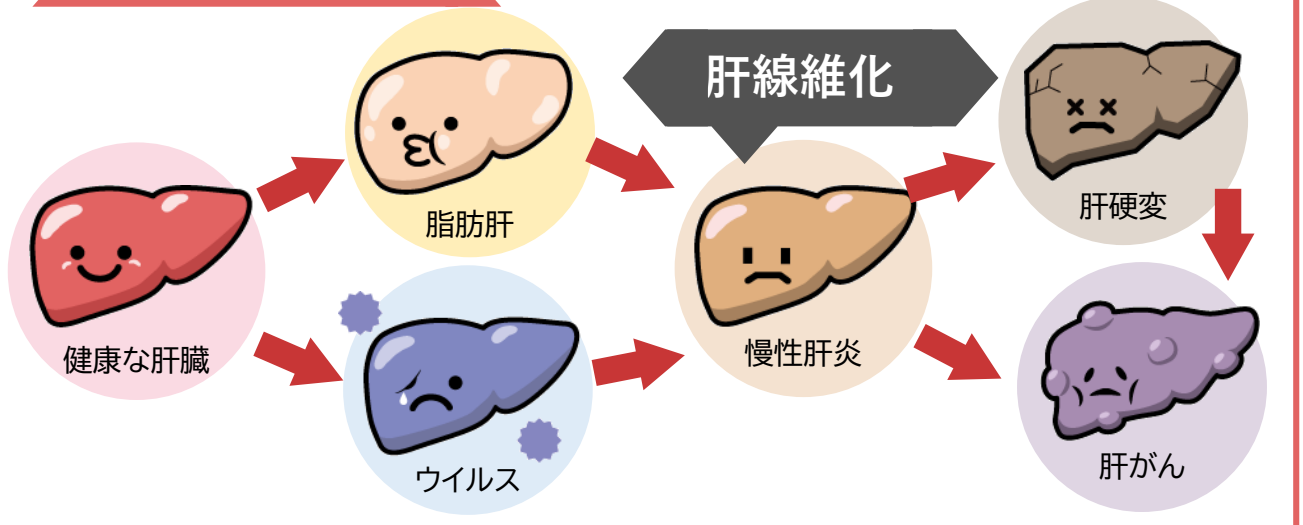 肝線維化
脂肪肝
肝硬変
健康な肝臓
慢性肝炎
ウイルス
肝がん